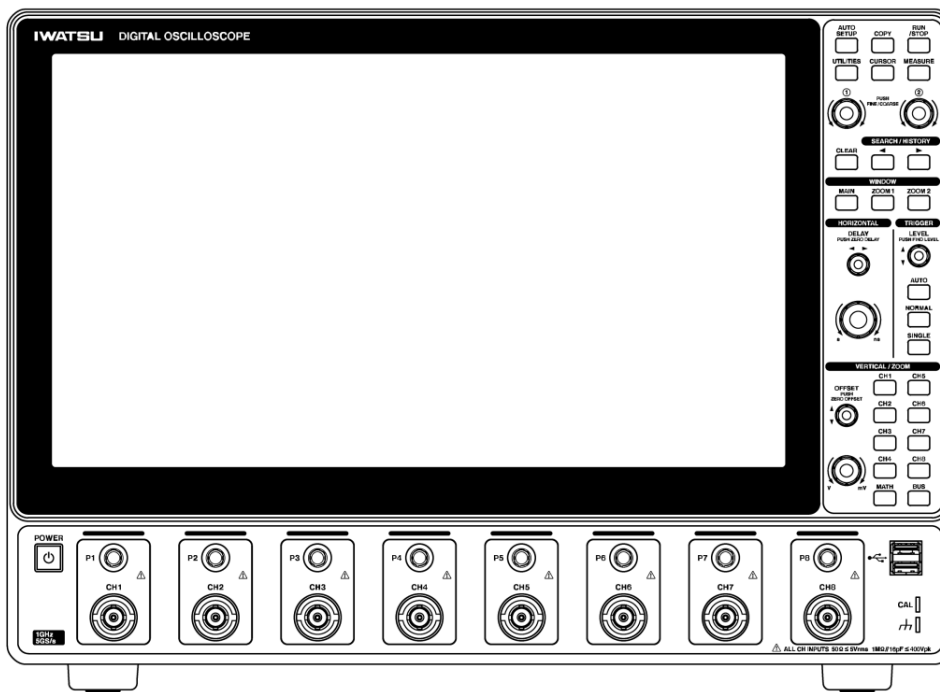 IWATSU DIGITAL OSCILLOSCOPE
AUTO SETUP
COPY
RUN /STOP
UTILITIES
CURSOR
MEASURE
①
PUSH
FINE/COARSE
②
SEARCH / HISTORY
CLEAR
WINDOW
MAIN
ZOOM 1
ZOOM 2
HORIZONTAL
TRIGGER
DELAY
PUSH ZERO DELAY
LEVEL
PUSH FIND LEVEL
AUTO
NORMAL
SINGLE
s
ns
VERTICAL / ZOOM
CH1
CH5
OFFSET
PUSH
ZERO OFFSET
CH2
CH6
CH3
CH7
CH4
CH8
V
mV
MATH
BUS
POWER
P1
P2
P3
P4
P5
P6
P7
P8
CH1
CH2
CH3
CH4
CH5
CH6
CH7
CH8
CAL
1GHz
5GS/s
ALL CH INPUTS 50Ω ≤ 5Vrms 1MΩ//16pF ≤ 400Vpk